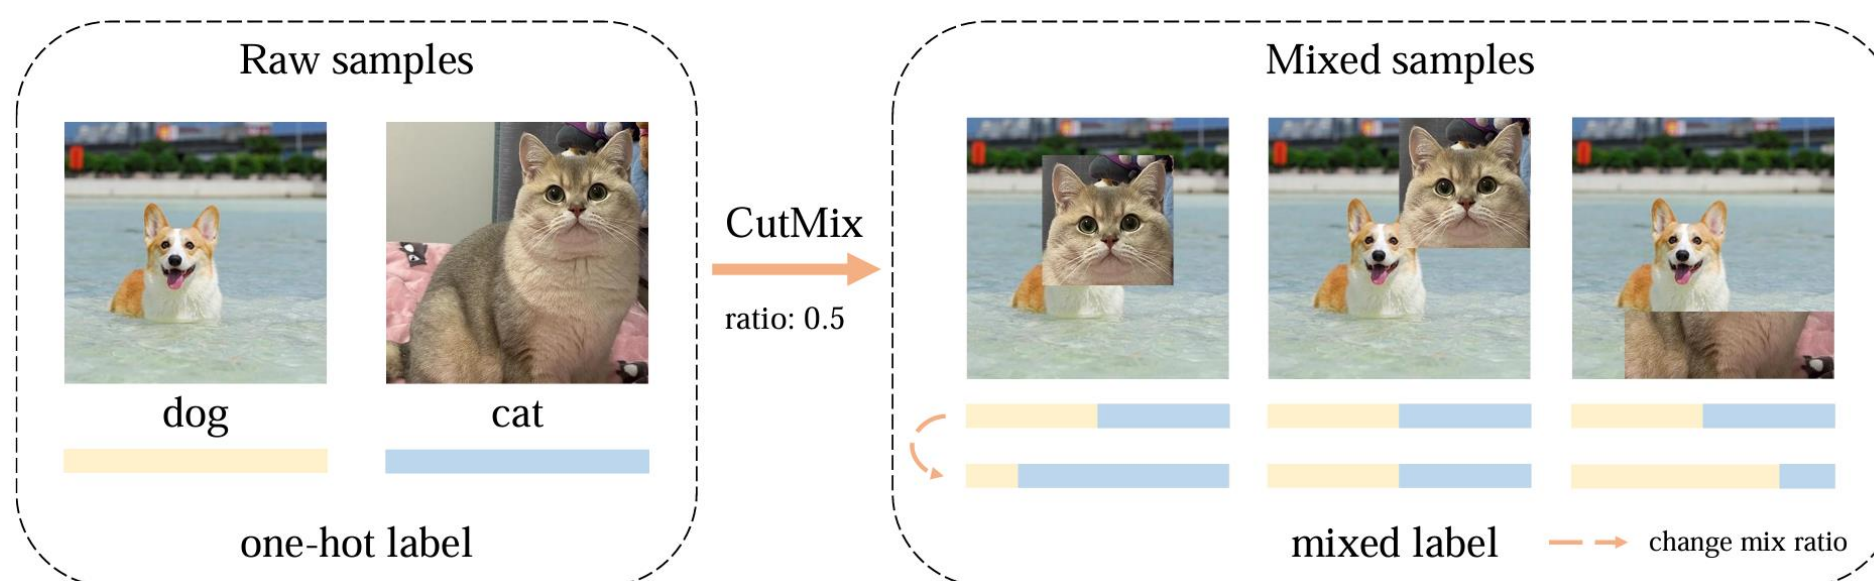 Raw samples
dog
cat
one-hot label
CutMix
ratio: 0.5
Mixed samples
mixed label
change mix ratio